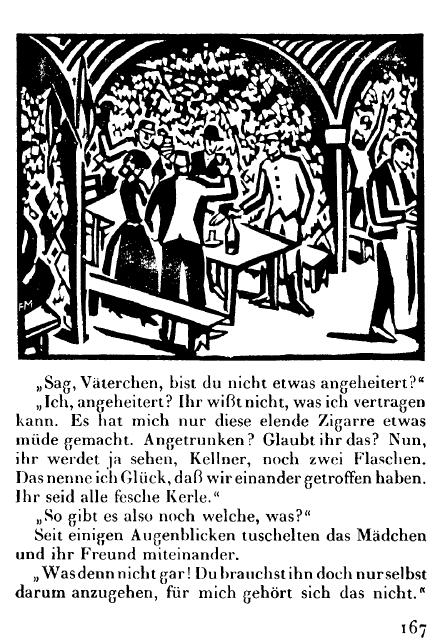 FM
„Sag, Väterchen, bist du nicht etwas angeheitert?“
„Ich, angeheitert? Ihr wißt nicht, was ich vertragen
kann. Es hat mich nur diese elende Zigarre etwas
müde gemacht. Angetrunken? Glaubt ihr das? Nun,
ihr werdet ja sehen, Kellner, noch zwei Flaschen.
Das nenne ich Glück, daß wir einander getroffen haben.
Ihr seid alle fesche Kerle.“
„So gibt es also noch welche, was?“
Seit einigen Augenblicken tuschelten das Mädchen
und ihr Freund miteinander.
„Was denn nicht gar! Du brauchst ihn doch nur selbst
darum anzugehen, für mich gehört sich das nicht.“
167